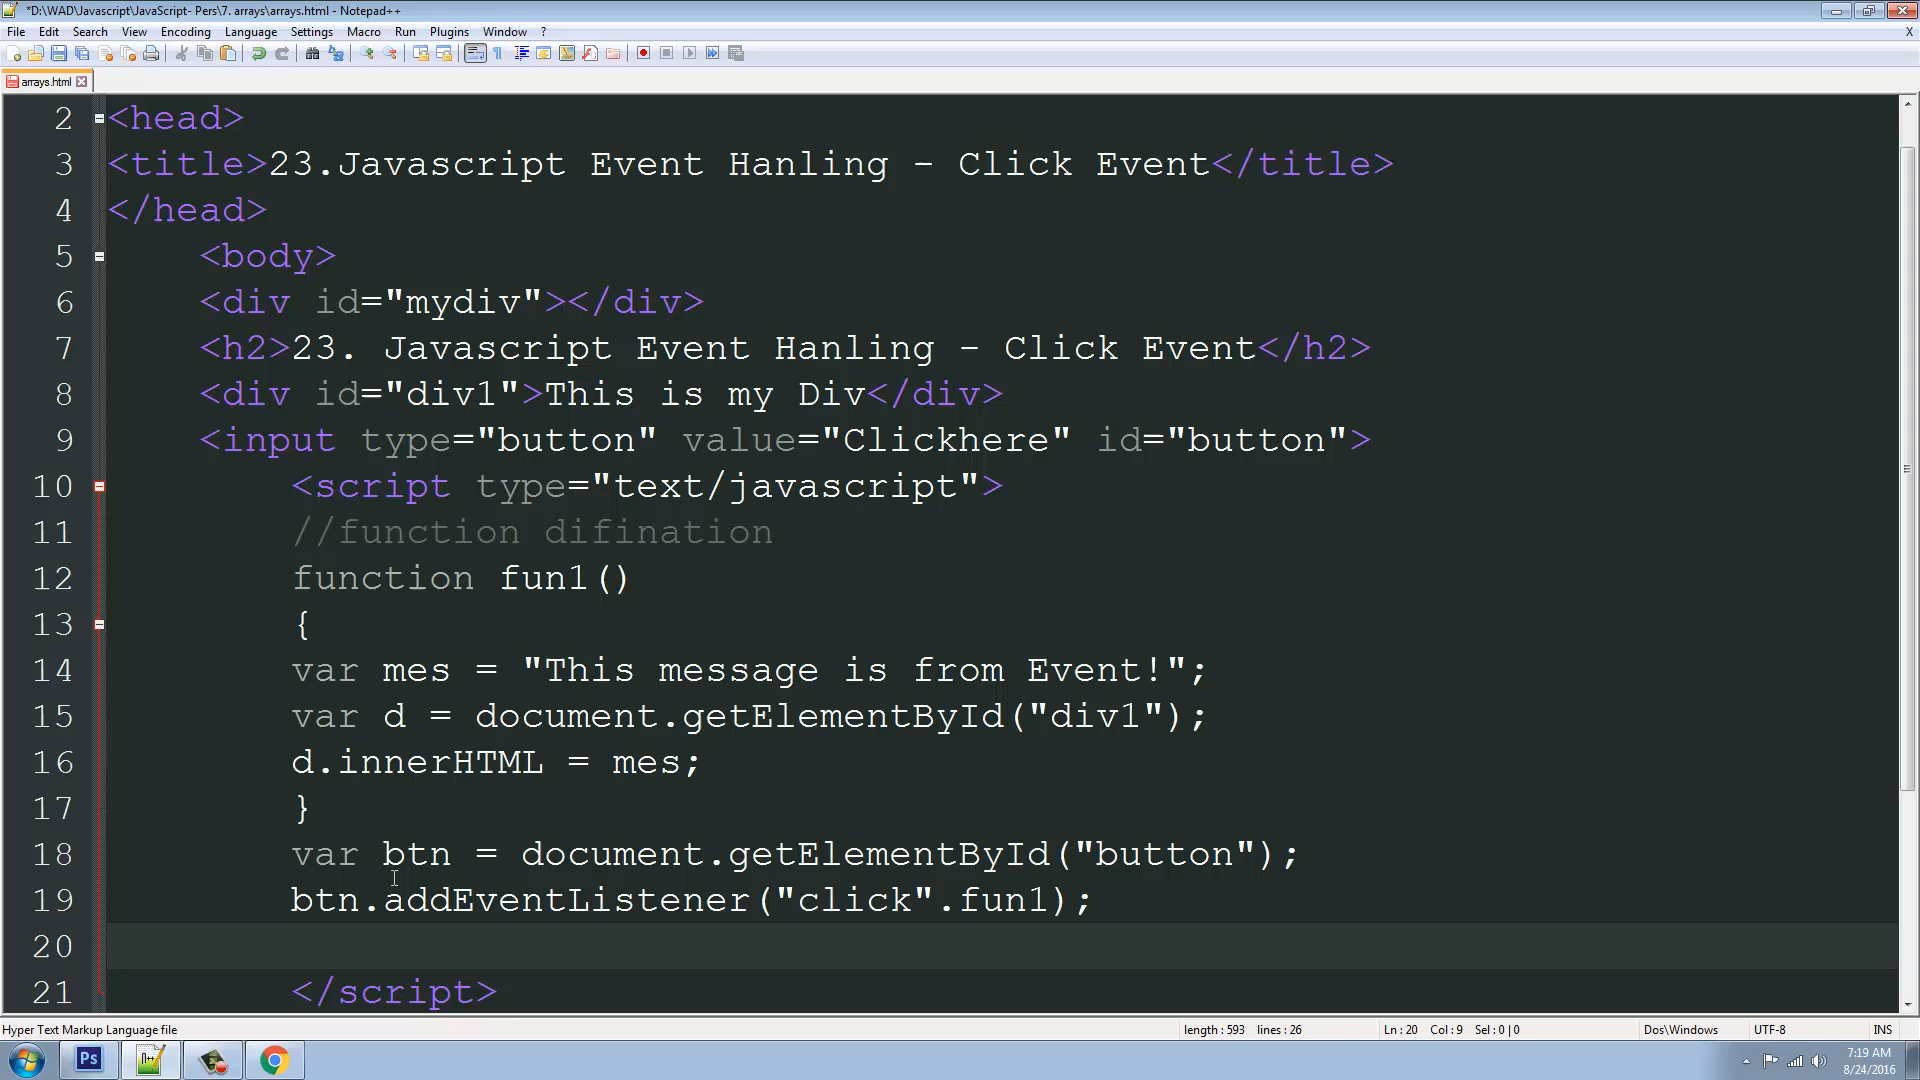 *D:\WAD\Javascript\JavaScript- Pers\7. arrays\arrays.html - Notepad++
File Edit Search View Encoding Language Settings Macro Run Plugins Window ? X
arrays.html
2 <head>
3 <title>23.Javascript Event Hanling - Click Event</title>
4 </head>
5 <body>
6 <div id="mydiv"></div>
7 <h2>23. Javascript Event Hanling - Click Event</h2>
8 <div id="div1">This is my Div</div>
9 <input type="button" value="Clickhere" id="button">
10 <script type="text/javascript">
11 //function difination
12 function fun1()
13 {
14 var mes = "This message is from Event!";
15 var d = document.getElementById("div1");
16 d.innerHTML = mes;
17 }
18 var btn = document.getElementById("button");
19 btn.addEventListener("click".fun1);
20
21 </script>
Hyper Text Markup Language file length : 593 lines : 26 Ln : 20 Col : 9 Sel : 0 | 0 Dos\Windows UTF-8 INS
Ps
7:19 AM
8/24/2016